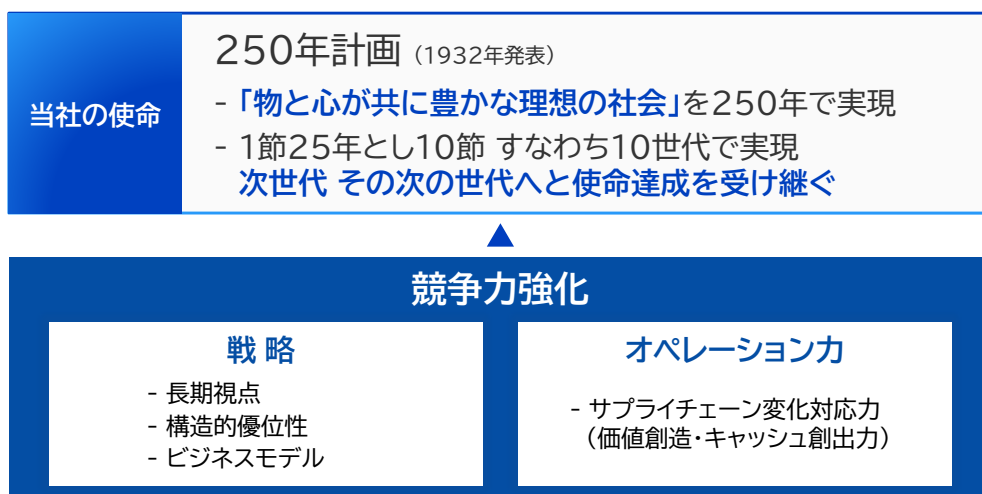 当社の使命
250年計画 (1932年発表)
- 「物と心が共に豊かな理想の社会」を250年で実現
- 1節25年とし10節 すなわち10世代で実現
次世代 その次の世代へと使命達成を受け継ぐ
競争力強化
戦 略
- 長期視点
- 構造的優位性
- ビジネスモデル
オペレーション力
- サプライチェーン変化対応力
（価値創造・キャッシュ創出力）